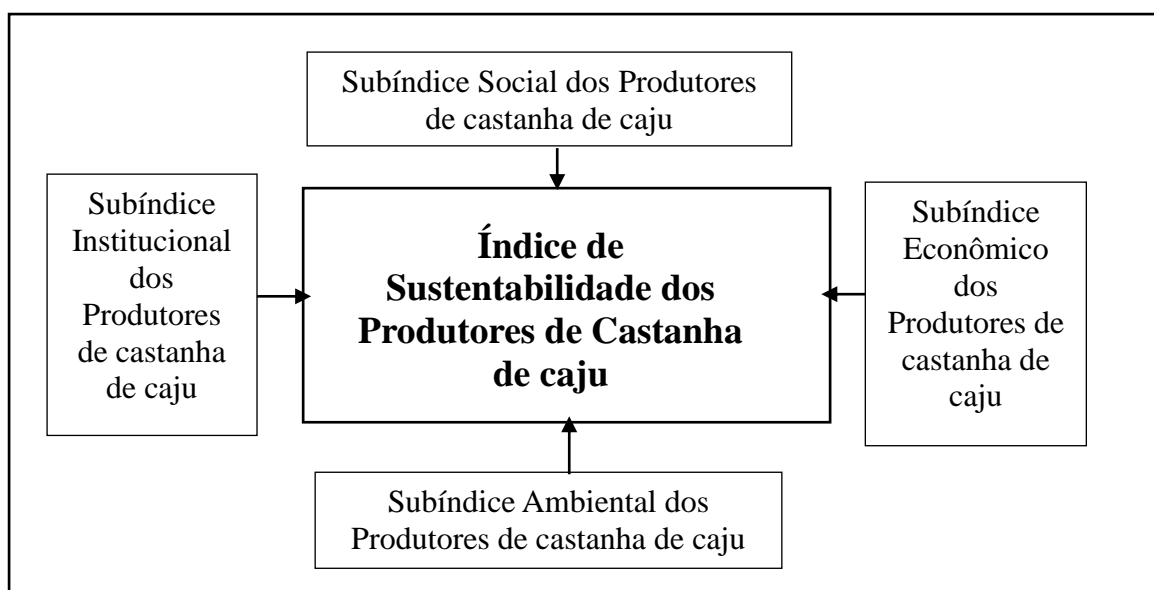 Subíndice Social dos Produtores
de castanha de caju
Subíndice
Institucional
dos
Produtores
de castanha
de caju
Índice de
Sustentabilidade dos
Produtores de Castanha
de caju
Subíndice
Econômico
dos
Produtores de
castanha de
caju
Subíndice Ambiental dos
Produtores de castanha de caju